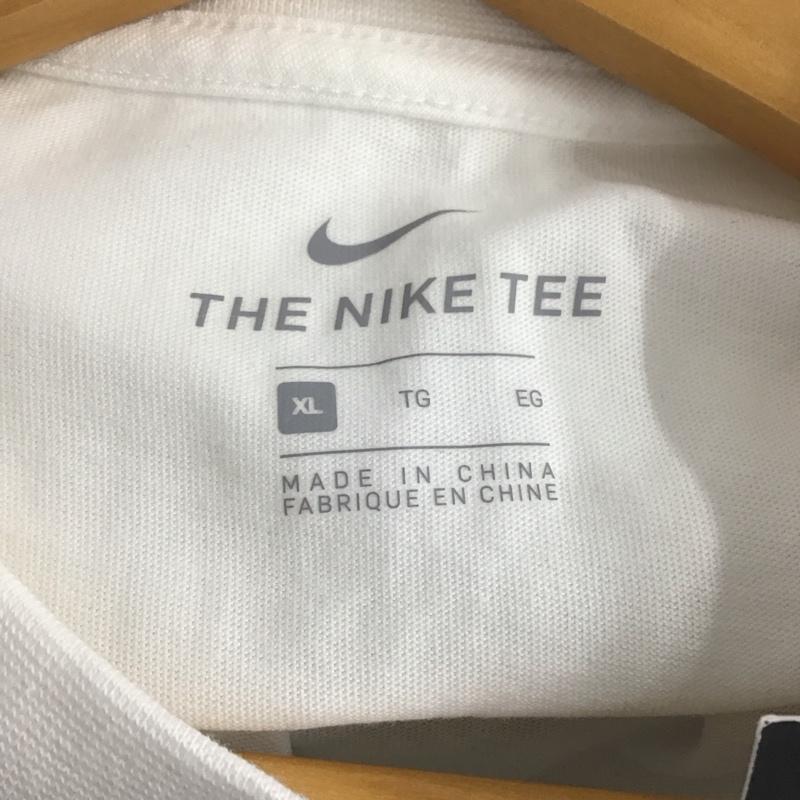 THE NIKE TEE
XL TG EG
MADE IN CHINA
FABRIQUE EN CHINE